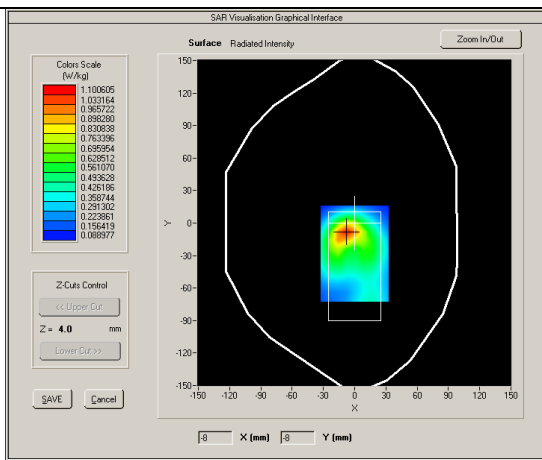 SAR Visualisation Graphical Interface
Surface Radiated Intensity
Zoom In/Out
Colors Scale
(W/kg)
1.100605
1.033164
0.965722
0.898280
0.830838
0.763396
0.695954
0.628512
0.561070
0.493628
0.426186
0.358744
0.291302
0.223861
0.156419
0.088977
Z-Cuts Control
<< Upper Cut
Z = 4.0 mm
Lower Cut >>
SAVE
Cancel
150
120
90
60
30
0
-30
-60
-90
-120
-150
Y
-150 -120 -90 -60 -30 0 30 60 90 120 150
X
-8 X (mm) -8 Y (mm)